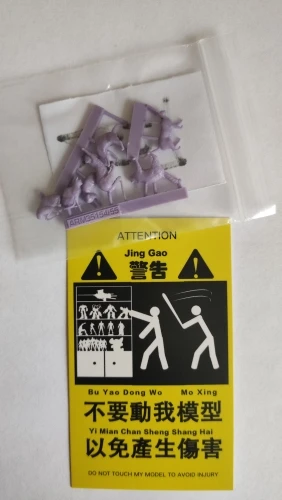 ATTENTION
Jing Gao
警告
Bu Yao Dong Wo Mo Xing
不要動我模型
Yi Mian Chan Sheng Shang Hai
以免產生傷害
DO NOT TOUCH MY MODEL TO AVOID INJURY